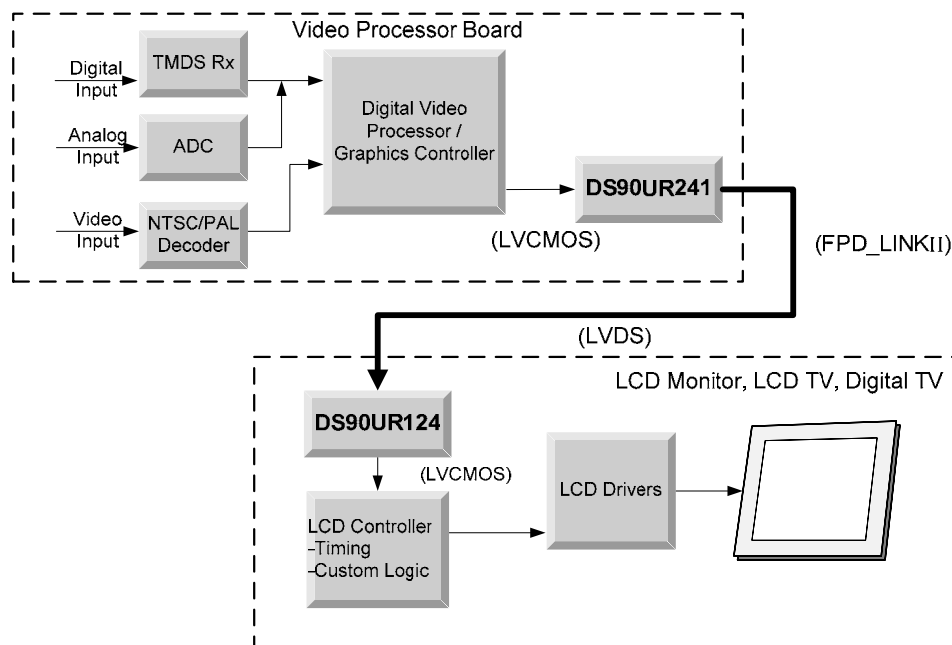 Video Processor Board
Digital
Input
TMDS Rx
Analog
Input
ADC
Video
Input
NTSC/PAL
Decoder
Digital Video
Processor /
Graphics Controller
DS90UR241
(LVCMOS)
(FPD_LINKII)
(LVDS)
LCD Monitor, LCD TV, Digital TV
DS90UR124
(LVCMOS)
LCD Controller
-Timing
-Custom Logic
LCD Drivers